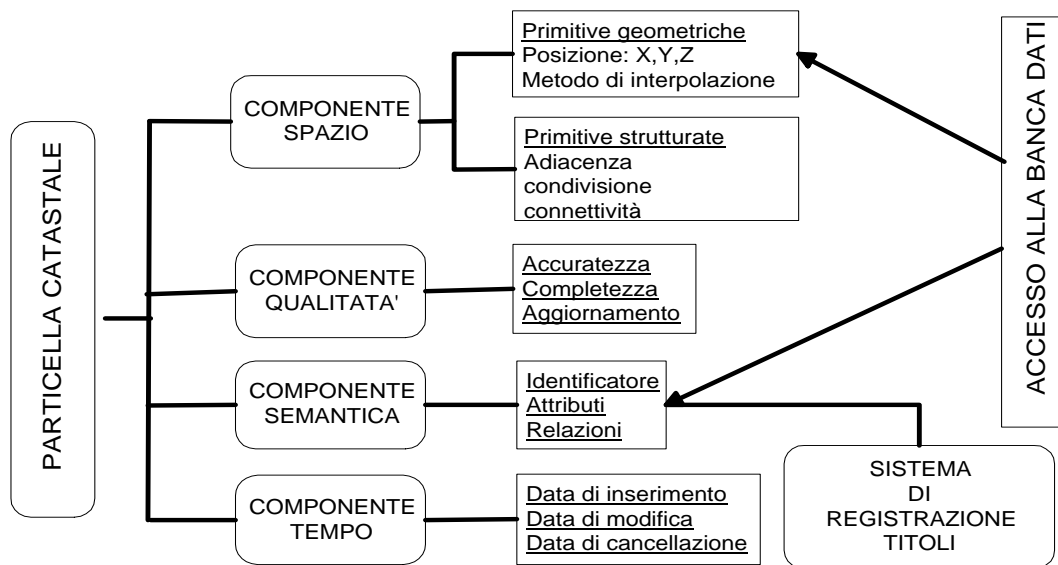 PARTICELLA CATASTALE
COMPONENTE
SPAZIO
Primitive geometriche
Posizione: X,Y,Z
Metodo di interpolazione
Primitive strutturate
Adiacenza
condivisione
connettività
COMPONENTE
QUALITATA'
Accuratezza
Completezza
Aggiornamento
COMPONENTE
SEMANTICA
Identificatore
Attributi
Relazioni
COMPONENTE
TEMPO
Data di inserimento
Data di modifica
Data di cancellazione
ACCESSO ALLA BANCA DATI
SISTEMA
DI
REGISTRAZIONE
TITOLI